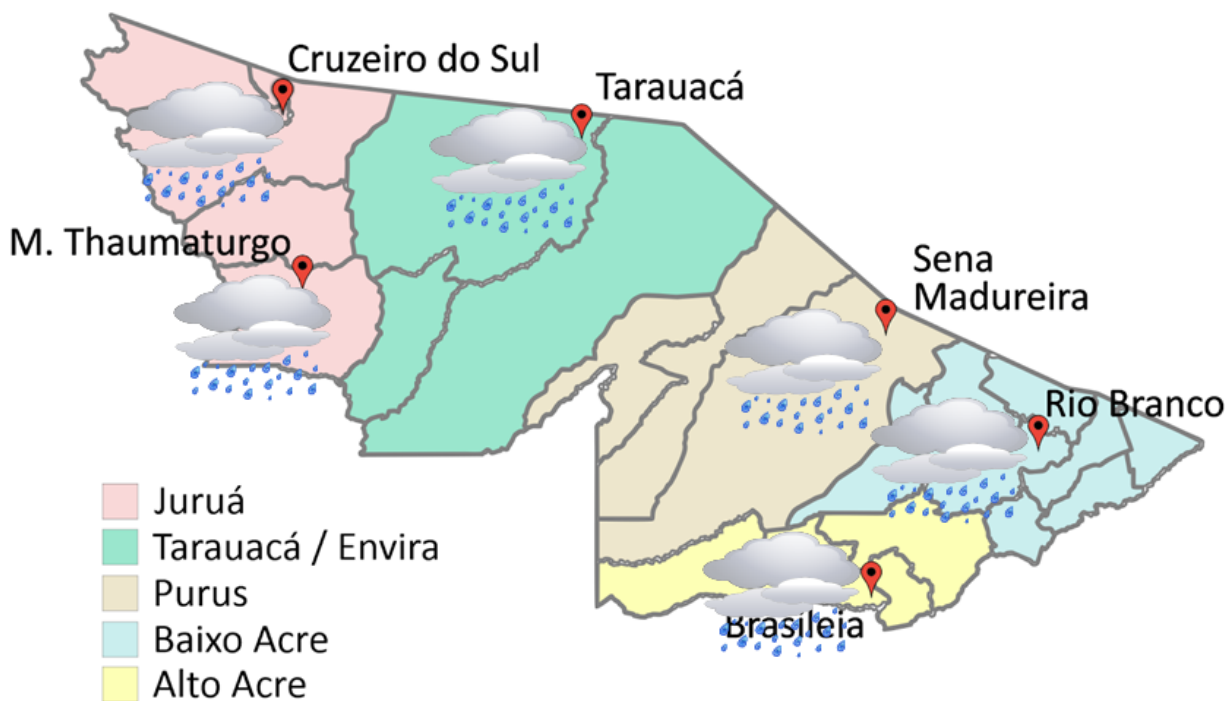 Cruzeiro do Sul
Tarauacá
M. Thaumaturgo
Sena
Madureira
Rio Branco
Brasileia
Juruá
Tarauacá / Envira
Purus
Baixo Acre
Alto Acre